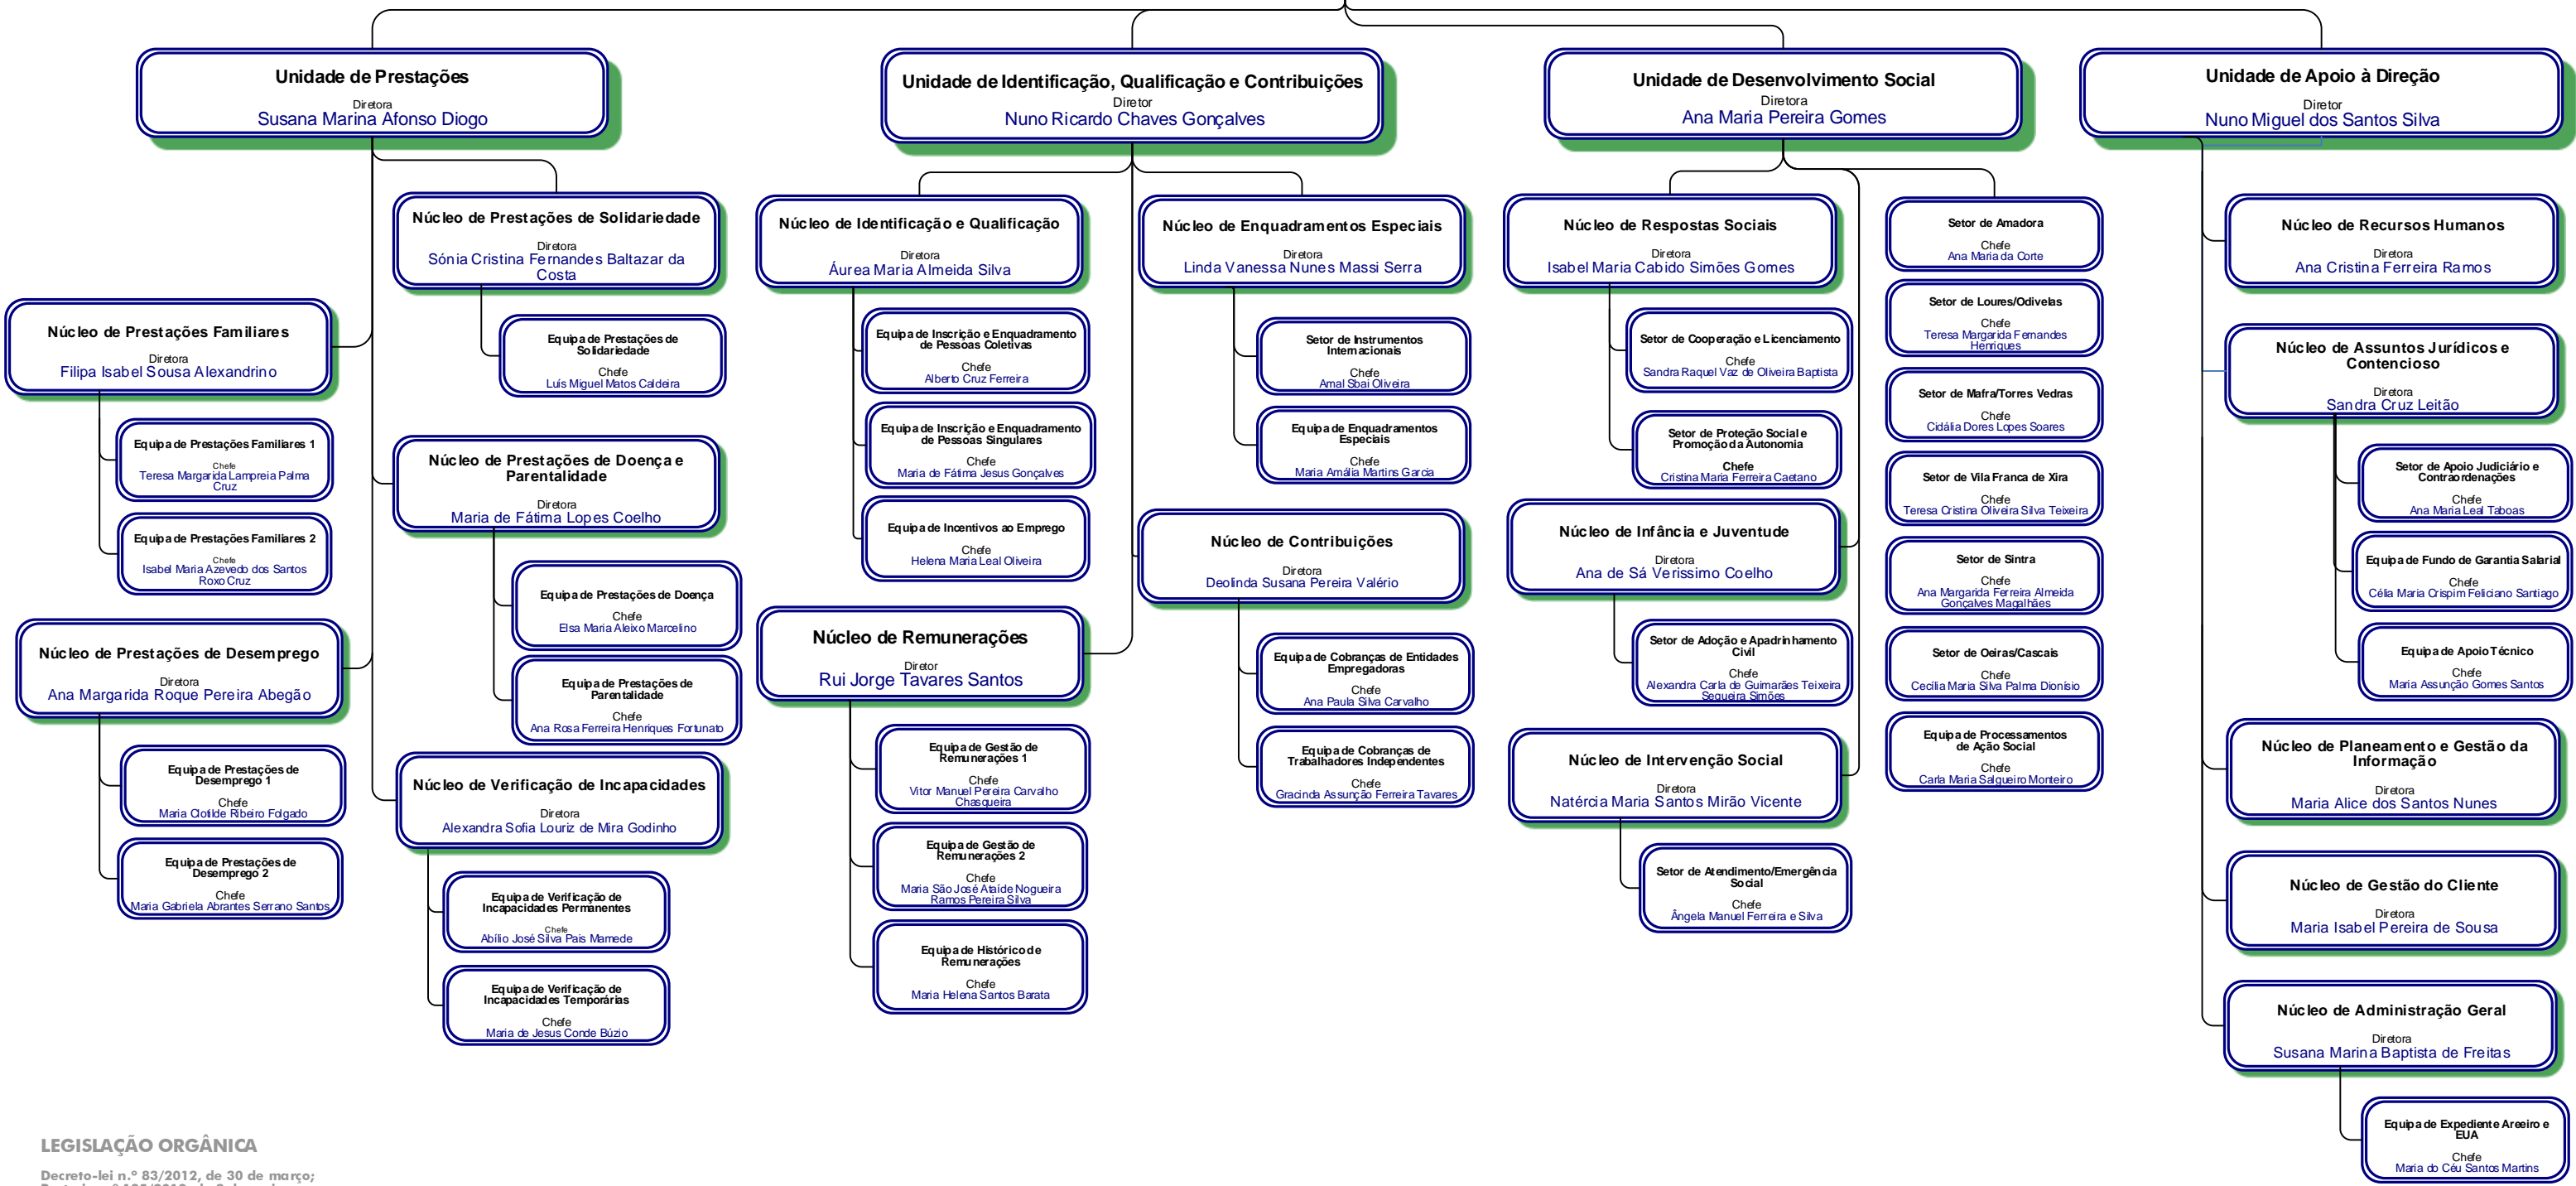 Unidade de Prestações
Diretora
Susana Marina Afonso Diogo
Unidade de Identificação, Qualificação e Contribuições
Diretor
Nuno Ricardo Chaves Gonçalves
Unidade de Desenvolvimento Social
Diretora
Ana Maria Pereira Gomes
Unidade de Apoio à Direção
Diretor
Nuno Miguel dos Santos Silva
Núcleo de Prestações de Solidariedade
Diretora
Sónia Cristina Fernandes Baltazar da
Costa
Equipa de Prestações de
Solidariedade
Chefe
Luís Miguel Matos Caldeira
Núcleo de Prestações Familiares
Diretora
Filipa Isabel Sousa Alexandrino
Equipa de Prestações Familiares 1
Chefe
Teresa Margarida Lampreia Palma
Cruz
Equipa de Prestações Familiares 2
Chefe
Isabel Maria Azevedo dos Santos
Roxo Cruz
Núcleo de Prestações de Doença e
Parentalidade
Diretora
Maria de Fátima Lopes Coelho
Equipa de Prestações de Doença
Chefe
Elsa Maria Aleixo Marcelino
Equipa de Prestações de
Parentalidade
Chefe
Ana Rosa Ferreira Henriques Fortunato
Núcleo de Prestações de Desemprego
Diretora
Ana Margarida Roque Pereira Abegão
Equipa de Prestações de
Desemprego 1
Chefe
Maria Clotilde Ribeiro Folgado
Equipa de Prestações de
Desemprego 2
Chefe
Maria Gabriela Abrantes Serrano Santos
Núcleo de Verificação de Incapacidades
Diretora
Alexandra Sofia Louriz de Mira Godinho
Equipa de Verificação de
Incapacidades Permanentes
Chefe
Abílio José Silva Pais Mamede
Equipa de Verificação de
Incapacidades Temporárias
Chefe
Maria de Jesus Conde Búzio
Núcleo de Identificação e Qualificação
Diretora
Áurea Maria Almeida Silva
Equipa de Inscrição e Enquadramento
de Pessoas Coletivas
Chefe
Alberto Cruz Ferreira
Equipa de Inscrição e Enquadramento
de Pessoas Singulares
Chefe
Maria de Fátima Jesus Gonçalves
Equipa de Incentivos ao Emprego
Chefe
Helena Maria Leal Oliveira
Núcleo de Remunerações
Diretor
Rui Jorge Tavares Santos
Equipa de Gestão de
Remunerações 1
Chefe
Vitor Manuel Pereira Carvalho
Chasqueira
Equipa de Gestão de
Remunerações 2
Chefe
Maria São José Ataíde Nogueira
Ramos Pereira Silva
Equipa de Histórico de
Remunerações
Chefe
Maria Helena Santos Barata
Núcleo de Enquadramentos Especiais
Diretora
Linda Vanessa Nunes Massi Serra
Setor de Instrumentos
Internacionais
Chefe
Amal Sbai Oliveira
Equipa de Enquadramentos
Especiais
Chefe
Maria Amália Martins Garcia
Núcleo de Contribuições
Diretora
Deolinda Susana Pereira Valério
Equipa de Cobranças de Entidades
Empregadoras
Chefe
Ana Paula Silva Carvalho
Equipa de Cobranças de
Trabalhadores Independentes
Chefe
Gracinda Assunção Ferreira Tavares
Núcleo de Respostas Sociais
Diretora
Isabel Maria Cabido Simões Gomes
Setor de Cooperação e Licenciamento
Chefe
Sandra Raquel Vaz de Oliveira Baptista
Setor de Proteção Social e
Promoção da Autonomia
Chefe
Cristina Maria Ferreira Caetano
Núcleo de Infância e Juventude
Diretora
Ana de Sá Verissimo Coelho
Setor de Adoção e Apadrinhamento
Civil
Chefe
Alexandra Carla de Guimarães Teixeira
Sequeira Simões
Núcleo de Intervenção Social
Diretora
Natércia Maria Santos Mirão Vicente
Setor de Atendimento/Emergência
Social
Chefe
Ângela Manuel Ferreira e Silva
Setor de Amadora
Chefe
Ana Maria da Corte
Setor de Loures/Odivelas
Chefe
Teresa Margarida Fernandes
Henriques
Setor de Mafra/Torres Vedras
Chefe
Cidália Dores Lopes Soares
Setor de Vila Franca de Xira
Chefe
Teresa Cristina Oliveira Silva Teixeira
Setor de Sintra
Chefe
Ana Margarida Ferreira Almeida
Gonçalves Magalhães
Setor de Oeiras/Cascais
Chefe
Cecília Maria Silva Palma Dionísio
Equipa de Processamentos
de Ação Social
Chefe
Carla Maria Salgueiro Monteiro
Núcleo de Recursos Humanos
Diretora
Ana Cristina Ferreira Ramos
Núcleo de Assuntos Jurídicos e
Contencioso
Diretora
Sandra Cruz Leitão
Setor de Apoio Judiciário e
Contraordenações
Chefe
Ana Maria Leal Taboas
Equipa de Fundo de Garantia Salarial
Chefe
Célia Maria Crispim Feliciano Santiago
Equipa de Apoio Técnico
Chefe
Maria Assunção Gomes Santos
Núcleo de Planeamento e Gestão da
Informação
Diretora
Maria Alice dos Santos Nunes
Núcleo de Gestão do Cliente
Diretora
Maria Isabel Pereira de Sousa
Núcleo de Administração Geral
Diretora
Susana Marina Baptista de Freitas
Equipa de Expediente Areeiro e
EUA
Chefe
Maria do Céu Santos Martins
LEGISLAÇÃO ORGÂNICA
Decreto-lei n.º 83/2012, de 30 de março;